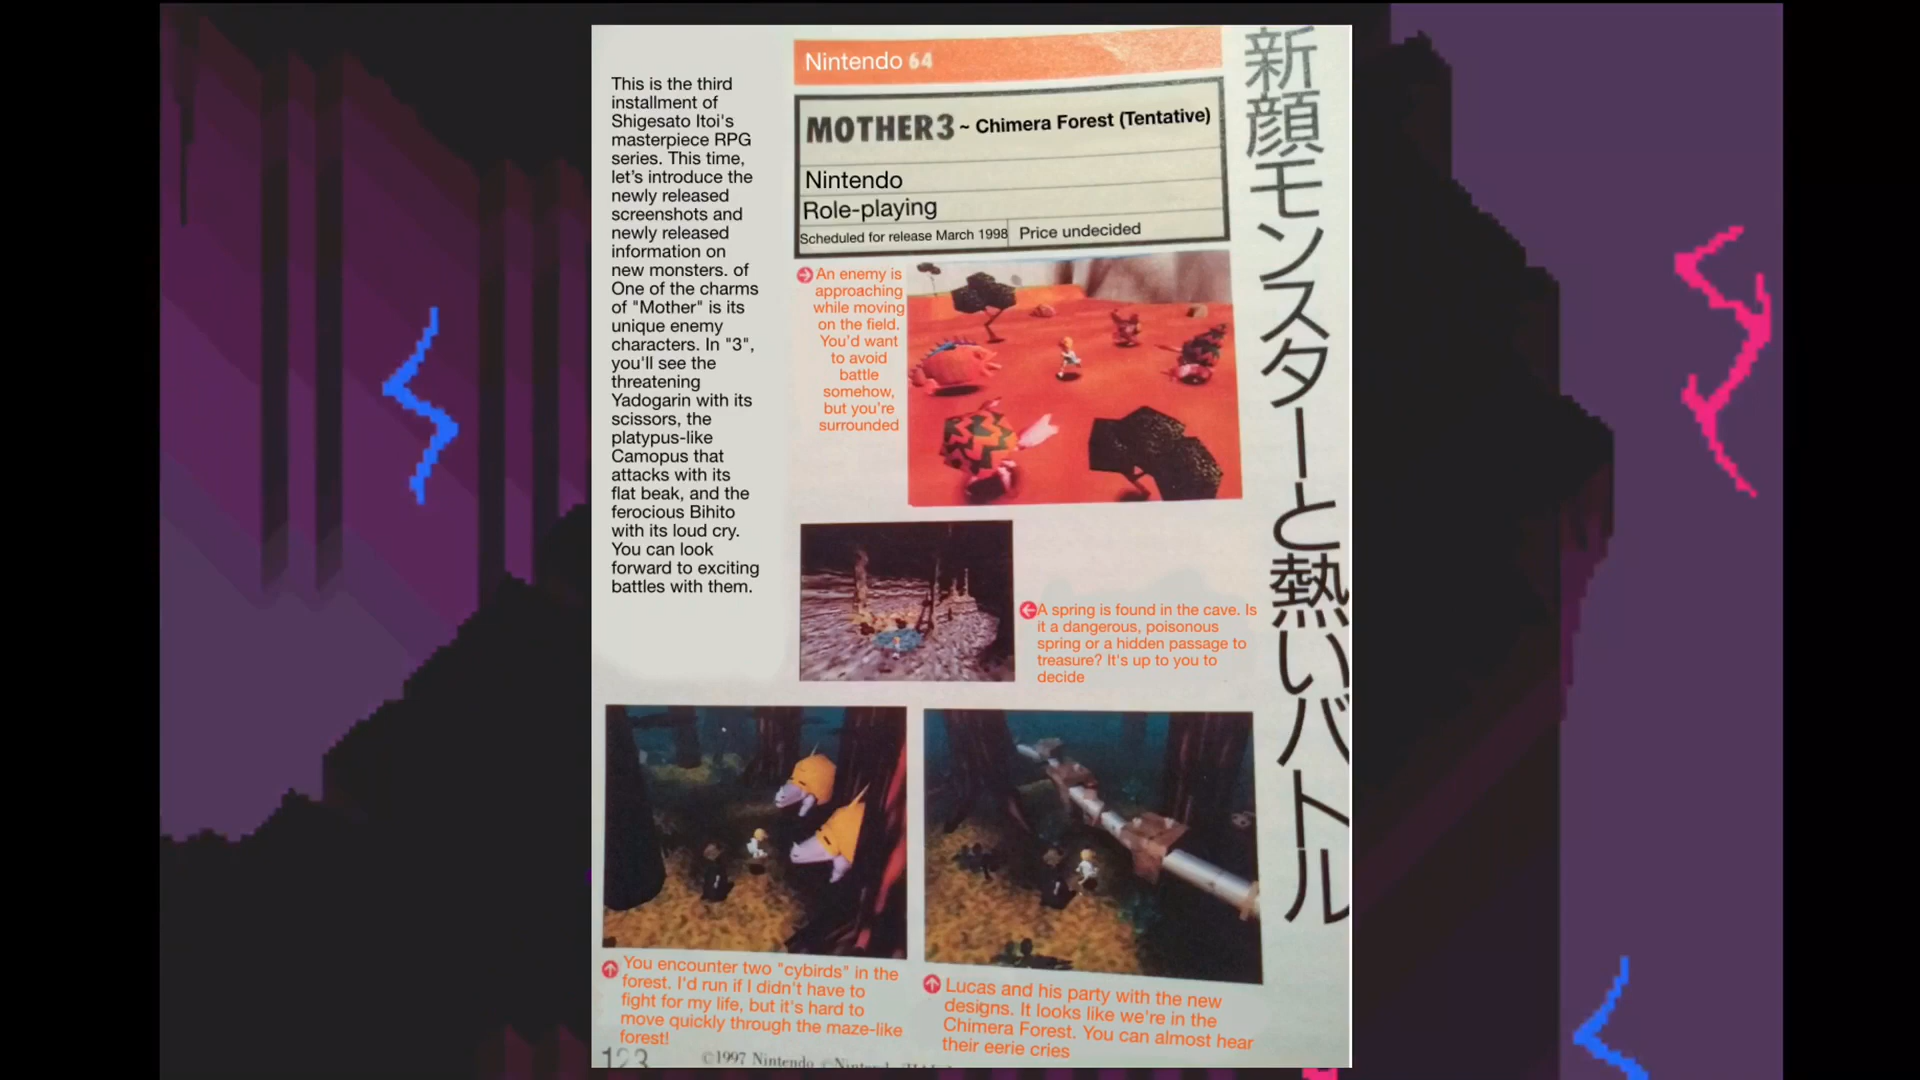 This is the third
installment of
Shigesato Itoi's
masterpiece RPG
series. This time,
let's introduce the
newly released
screenshots and
newly released
information on
new monsters. of
One of the charms
of "Mother" is its
unique enemy
characters. In "3",
you'll see the
threatening
Yadogarin with its
scissors, the
platypus-like
Camopus that
attacks with its
flat beak, and the
ferocious Bihito
with its loud cry.
You can look
forward to exciting
battles with them.
Nintendo 64
MOTHER3 ~ Chimera Forest (Tentative)
Nintendo
Role-playing
Scheduled for release March 1998 Price undecided
An enemy is
approaching
while moving
on the field.
You'd want
to avoid
battle
somehow,
but you're
surrounded
A spring is found in the cave. Is
it a dangerous, poisonous
spring or a hidden passage to
treasure? It's up to you to
decide
You encounter two "cybirds" in the
forest. I'd run if I didn't have to
fight for my life, but it's hard to
move quickly through the maze-like
forest!
Lucas and his party with the new
designs. It looks like we're in the
Chimera Forest. You can almost hear
their eerie cries
新顔モンスターと熱いバトル
123
©1997 Nintendo